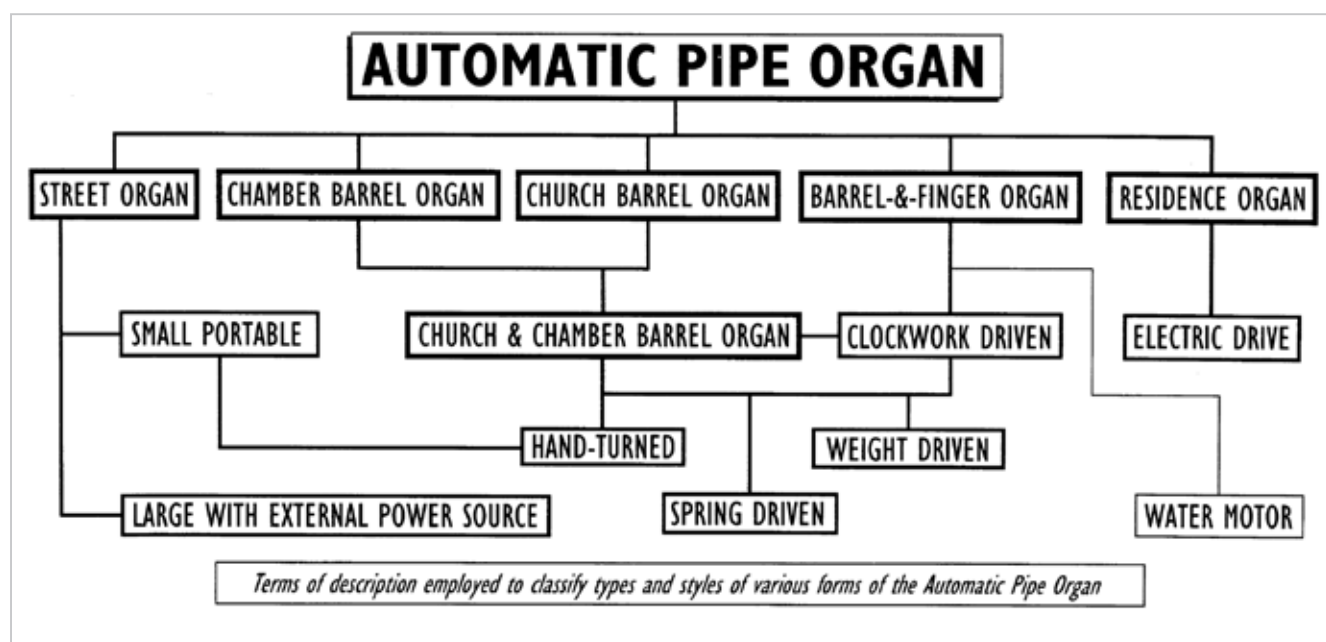 AUTOMATIC PIPE ORGAN
STREET ORGAN
CHAMBER BARREL ORGAN
CHURCH BARREL ORGAN
BARREL-&-FINGER ORGAN
RESIDENCE ORGAN
SMALL PORTABLE
CHURCH & CHAMBER BARREL ORGAN
CLOCKWORK DRIVEN
ELECTRIC DRIVE
HAND-TURNED
WEIGHT DRIVEN
LARGE WITH EXTERNAL POWER SOURCE
SPRING DRIVEN
WATER MOTOR
Terms of description employed to classify types and styles of various forms of the Automatic Pipe Organ